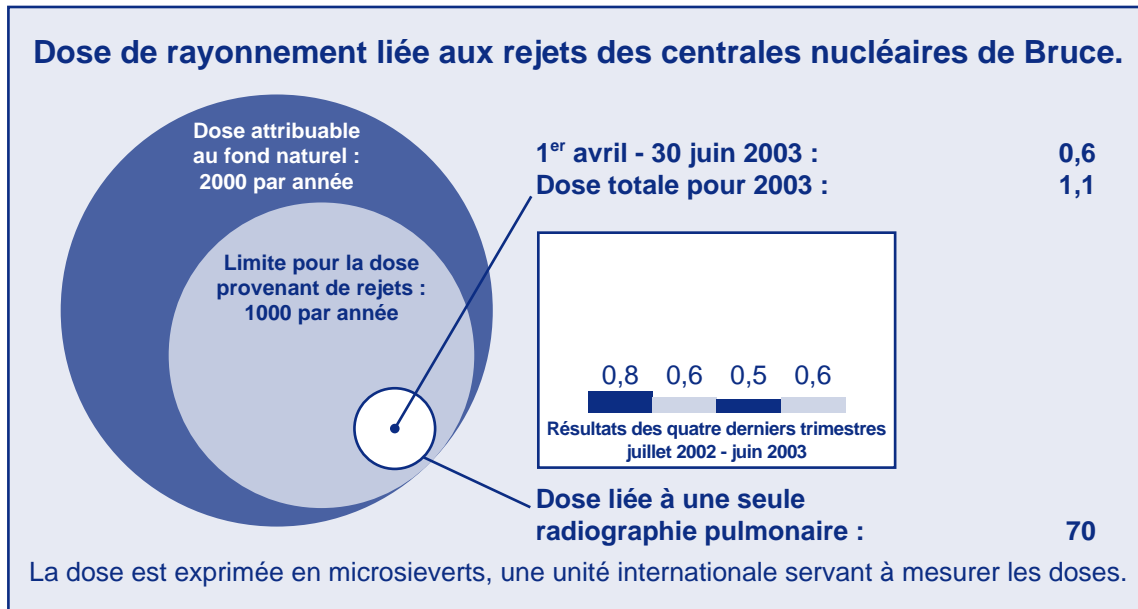 Dose de rayonnement liée aux rejets des centrales nucléaires de Bruce.
Dose attribuable
au fond naturel :
2000 par année
Limite pour la dose
provenant de rejets :
1000 par année
1er avril - 30 juin 2003 : 0,6
Dose totale pour 2003 : 1,1
0,8 0,6 0,5 0,6
Résultats des quatre derniers trimestres
juillet 2002 - juin 2003
Dose liée à une seule
radiographie pulmonaire : 70
La dose est exprimée en microsieverts, une unité internationale servant à mesurer les doses.